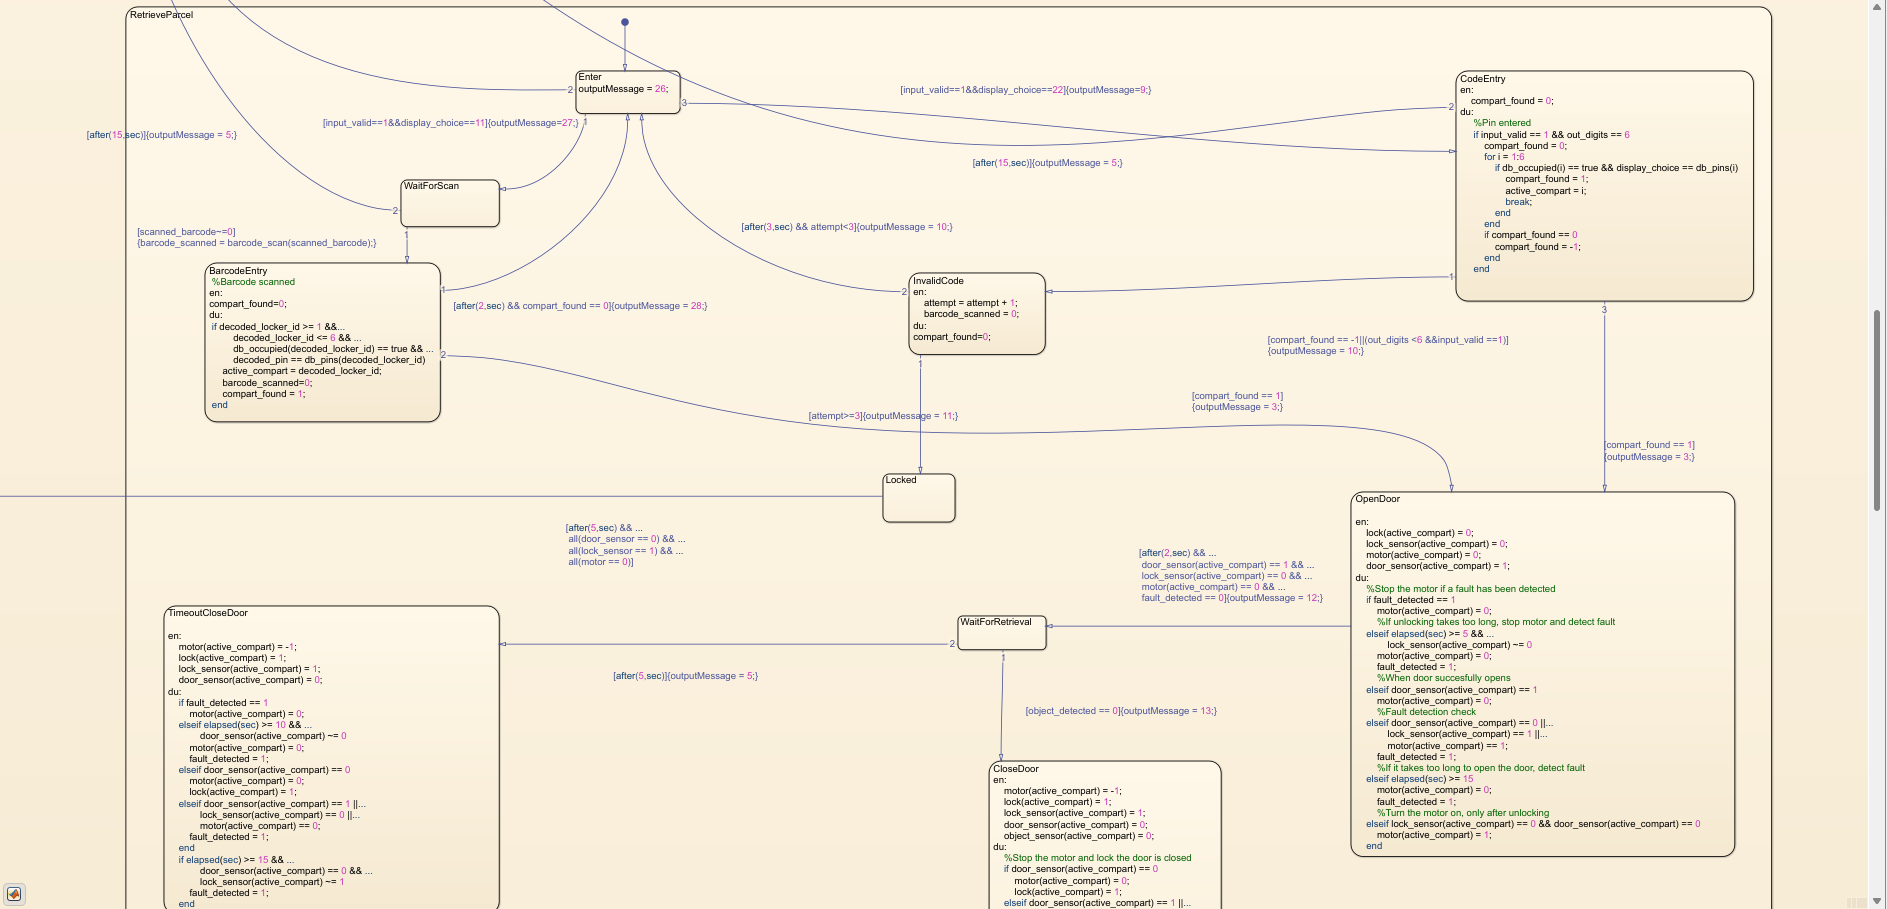 RetrieveParcel
Enter
outputMessage = 26;
2
3
1
[input_valid==1&&display_choice==22]{outputMessage=9;}
[input_valid==1&&display_choice==11]{outputMessage=27;}
[after(15,sec)]{outputMessage = 5;}
[after(15,sec)]{outputMessage = 5;}
CodeEntry
en:
compart_found = 0;
du:
%Pin entered
if input_valid == 1 && out_digits == 6
compart_found = 0;
for i = 1:6
if db_occupied(i) == true && display_choice == db_pins(i)
compart_found = 1;
active_compart = i;
break;
end
end
if compart_found == 0
compart_found = -1;
end
end
2
1
3
WaitForScan
2
1
[scanned_barcode~=0]
{barcode_scanned = barcode_scan(scanned_barcode);}
[after(3,sec) && attempt<3]{outputMessage = 10;}
BarcodeEntry
%Barcode scanned
en:
compart_found=0;
du:
if decoded_locker_id >= 1 &&...
decoded_locker_id <= 6 && ...
db_occupied(decoded_locker_id) == true && ...
decoded_pin == db_pins(decoded_locker_id)
active_compart = decoded_locker_id;
barcode_scanned=0;
compart_found = 1;
end
1
2
[after(2,sec) && compart_found == 0]{outputMessage = 28;}
InvalidCode
en:
attempt = attempt + 1;
barcode_scanned = 0;
du:
compart_found=0;
2
1
[compart_found == -1||(out_digits <6 &&input_valid ==1)]
{outputMessage = 10;}
[compart_found == 1]
{outputMessage = 3;}
[attempt>=3]{outputMessage = 11;}
[compart_found == 1]
{outputMessage = 3;}
Locked
[after(5,sec) && ...
all(door_sensor == 0) && ...
all(lock_sensor == 1) && ...
all(motor == 0)]
[after(2,sec) && ...
door_sensor(active_compart) == 1 && ...
lock_sensor(active_compart) == 0 && ...
motor(active_compart) == 0 && ...
fault_detected == 0]{outputMessage = 12;}
OpenDoor
en:
lock(active_compart) = 0;
lock_sensor(active_compart) = 0;
motor(active_compart) = 0;
door_sensor(active_compart) = 1;
du:
%Stop the motor if a fault has been detected
if fault_detected == 1
motor(active_compart) = 0;
%If unlocking takes too long, stop motor and detect fault
elseif elapsed(sec) >= 5 && ...
lock_sensor(active_compart) ~= 0
motor(active_compart) = 0;
fault_detected = 1;
%When door succesfully opens
elseif door_sensor(active_compart) == 1
motor(active_compart) = 0;
%Fault detection check
elseif door_sensor(active_compart) == 0 ||...
lock_sensor(active_compart) == 1 ||...
motor(active_compart) == 1;
fault_detected = 1;
%If it takes too long to open the door, detect fault
elseif elapsed(sec) >= 15
motor(active_compart) = 0;
fault_detected = 1;
%Turn the motor on, only after unlocking
elseif lock_sensor(active_compart) == 0 && door_sensor(active_compart) == 0
motor(active_compart) = 1;
end
WaitForRetrieval
2
1
[after(5,sec)]{outputMessage = 5;}
[object_detected == 0]{outputMessage = 13;}
TimeoutCloseDoor
en:
motor(active_compart) = -1;
lock(active_compart) = 1;
lock_sensor(active_compart) = 1;
door_sensor(active_compart) = 0;
du:
if fault_detected == 1
motor(active_compart) = 0;
elseif elapsed(sec) >= 10 && ...
door_sensor(active_compart) ~= 0
motor(active_compart) = 0;
fault_detected = 1;
elseif door_sensor(active_compart) == 0
motor(active_compart) = 0;
lock(active_compart) = 1;
elseif door_sensor(active_compart) == 1 ||...
lock_sensor(active_compart) == 0 ||...
motor(active_compart) == 0;
fault_detected = 1;
end
if elapsed(sec) >= 15 && ...
door_sensor(active_compart) == 0 && ...
lock_sensor(active_compart) ~= 1
fault_detected = 1;
end
CloseDoor
en:
motor(active_compart) = -1;
lock(active_compart) = 1;
lock_sensor(active_compart) = 1;
door_sensor(active_compart) = 0;
object_sensor(active_compart) = 0;
du:
%Stop the motor and lock the door is closed
if door_sensor(active_compart) == 0
motor(active_compart) = 0;
lock(active_compart) = 1;
elseif door_sensor(active_compart) == 1 ||...